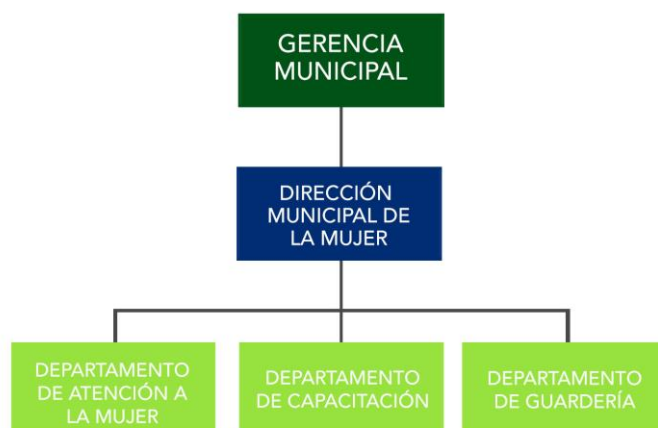 GERENCIA
MUNICIPAL
DIRECCIÓN
MUNICIPAL DE
LA MUJER
DEPARTAMENTO
DE ATENCIÓN A
LA MUJER
DEPARTAMENTO
DE CAPACITACIÓN
DEPARTAMENTO
DE GUARDERÍA